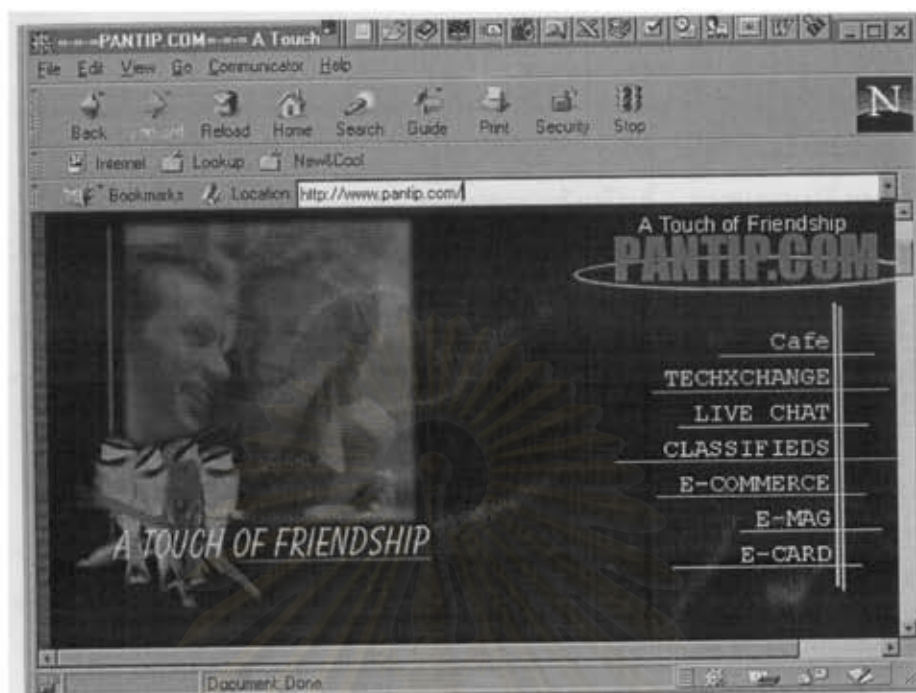 -=-=-=PANTIP.COM=-=-=- A Touch
File Edit View Go Communicator Help
Back Reload Home Search Guide Print Security Stop
N
Internet Lookup New&Cool
Bookmarks Location http://www.pantip.com/
A Touch of Friendship
PANTIP.COM
Cafe
TECHXCHANGE
LIVE CHAT
CLASSIFIEDS
E-COMMERCE
E-MAG
E-CARD
A TOUCH OF FRIENDSHIP
Document: Done